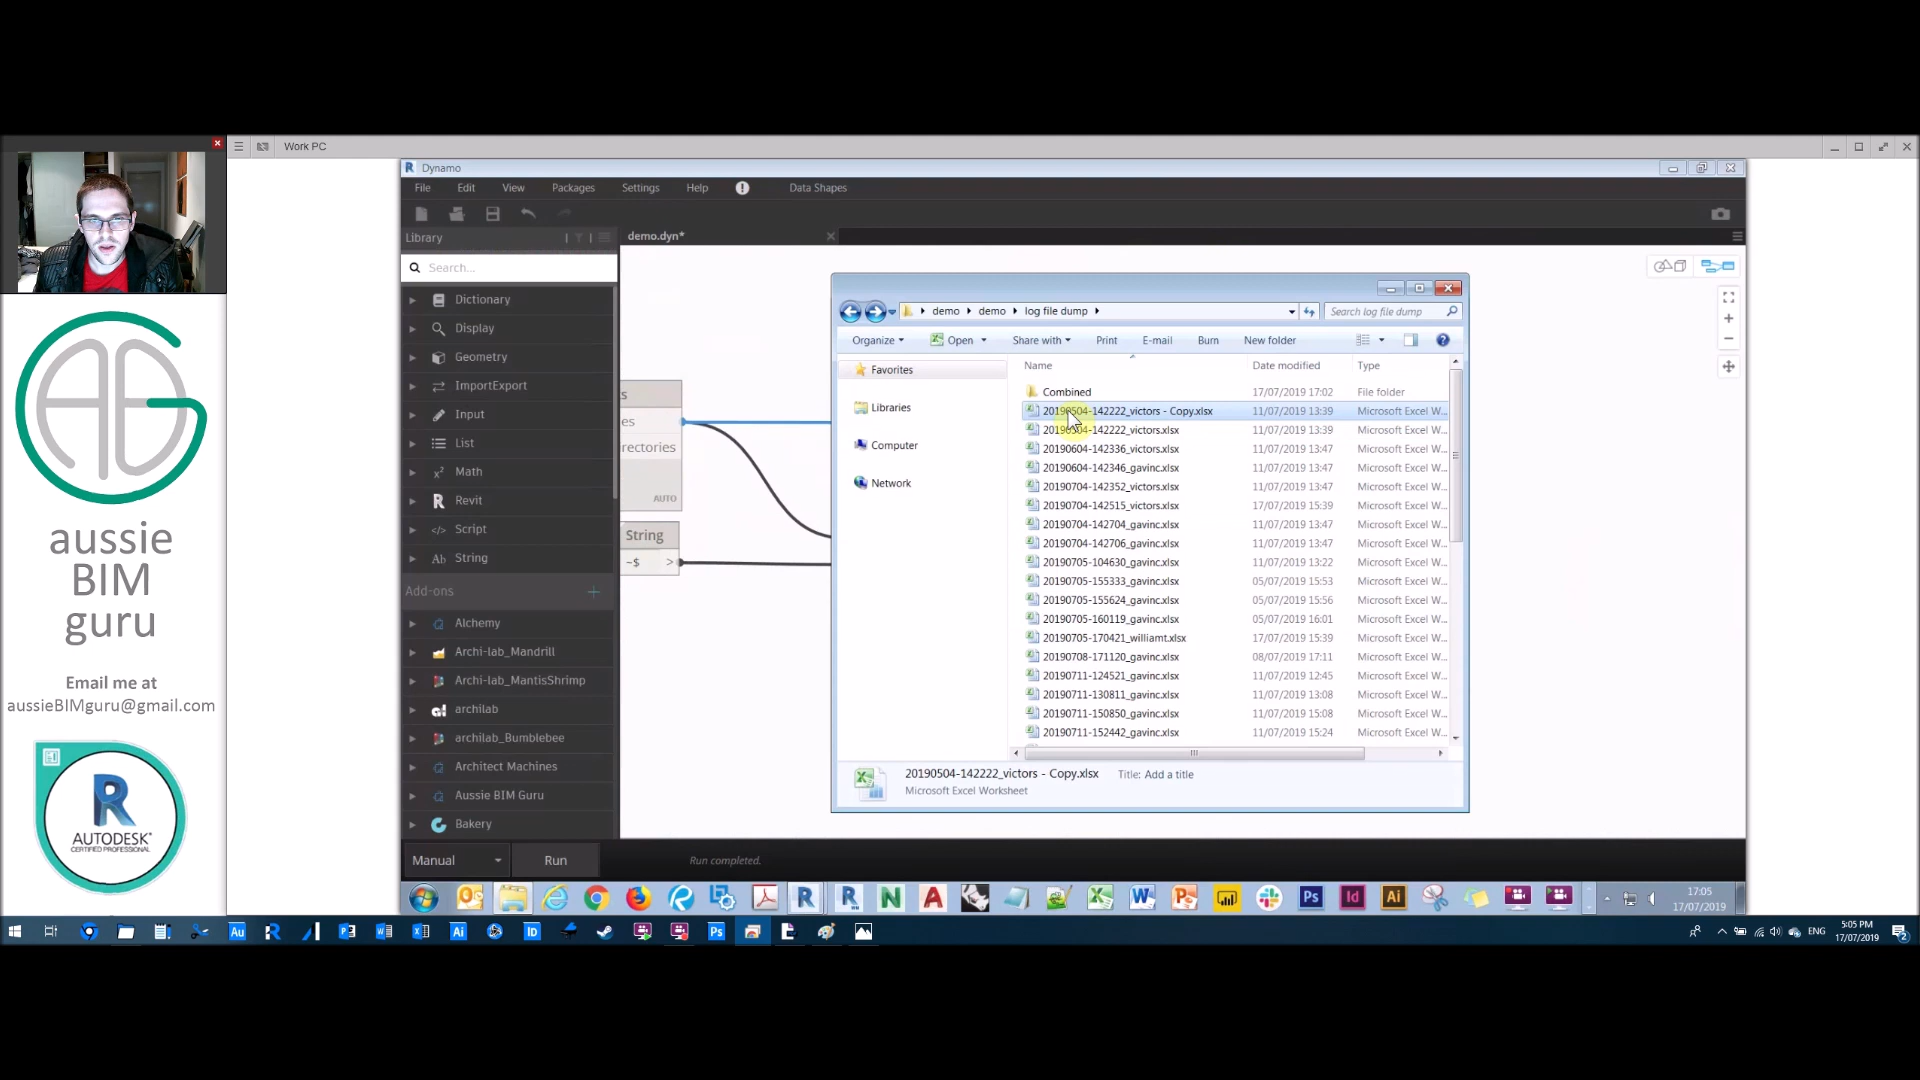 Work PC
Dynamo
File Edit View Packages Settings Help Data Shapes
Library
demo.dyn*
Search...
Dictionary
Display
Geometry
ImportExport
Input
List
Math
Revit
Script
String
Add-ons
Alchemy
Archi-lab_Mandrill
Archi-lab_MantisShrimp
archilab
archilab_Bumblebee
Architect Machines
Aussie BIM Guru
Bakery
Manual
Run
Run completed.
s
es
irectories
AUTO
String
~$ >
demo demo log file dump
Search log file dump
Organize Open Share with Print E-mail Burn New folder
Favorites
Libraries
Computer
Network
Name Date modified Type
Combined 17/07/2019 17:02 File folder
20190504-142222_victors - Copy.xlsx 11/07/2019 13:39 Microsoft Excel W...
20190504-142222_victors.xlsx 11/07/2019 13:39 Microsoft Excel W...
20190604-142336_victors.xlsx 11/07/2019 13:47 Microsoft Excel W...
20190604-142346_gavinc.xlsx 11/07/2019 13:47 Microsoft Excel W...
20190704-142352_victors.xlsx 11/07/2019 13:47 Microsoft Excel W...
20190704-142515_victors.xlsx 17/07/2019 15:39 Microsoft Excel W...
20190704-142704_gavinc.xlsx 11/07/2019 13:47 Microsoft Excel W...
20190704-142706_gavinc.xlsx 11/07/2019 13:47 Microsoft Excel W...
20190705-104630_gavinc.xlsx 11/07/2019 13:22 Microsoft Excel W...
20190705-155333_gavinc.xlsx 05/07/2019 15:53 Microsoft Excel W...
20190705-155624_gavinc.xlsx 05/07/2019 15:56 Microsoft Excel W...
20190705-160119_gavinc.xlsx 05/07/2019 16:01 Microsoft Excel W...
20190705-170421_williamt.xlsx 17/07/2019 15:39 Microsoft Excel W...
20190708-171120_gavinc.xlsx 08/07/2019 17:11 Microsoft Excel W...
20190711-124521_gavinc.xlsx 11/07/2019 12:45 Microsoft Excel W...
20190711-130811_gavinc.xlsx 11/07/2019 13:08 Microsoft Excel W...
20190711-150850_gavinc.xlsx 11/07/2019 15:08 Microsoft Excel W...
20190711-152442_gavinc.xlsx 11/07/2019 15:24 Microsoft Excel W...
20190504-142222_victors - Copy.xlsx Title: Add a title
Microsoft Excel Worksheet
aussie
BIM
guru
Email me at
aussieBIMguru@gmail.com
R
AUTODESK
CERTIFIED PROFESSIONAL
17:05
17/07/2019
ENG
5:05 PM
17/07/2019